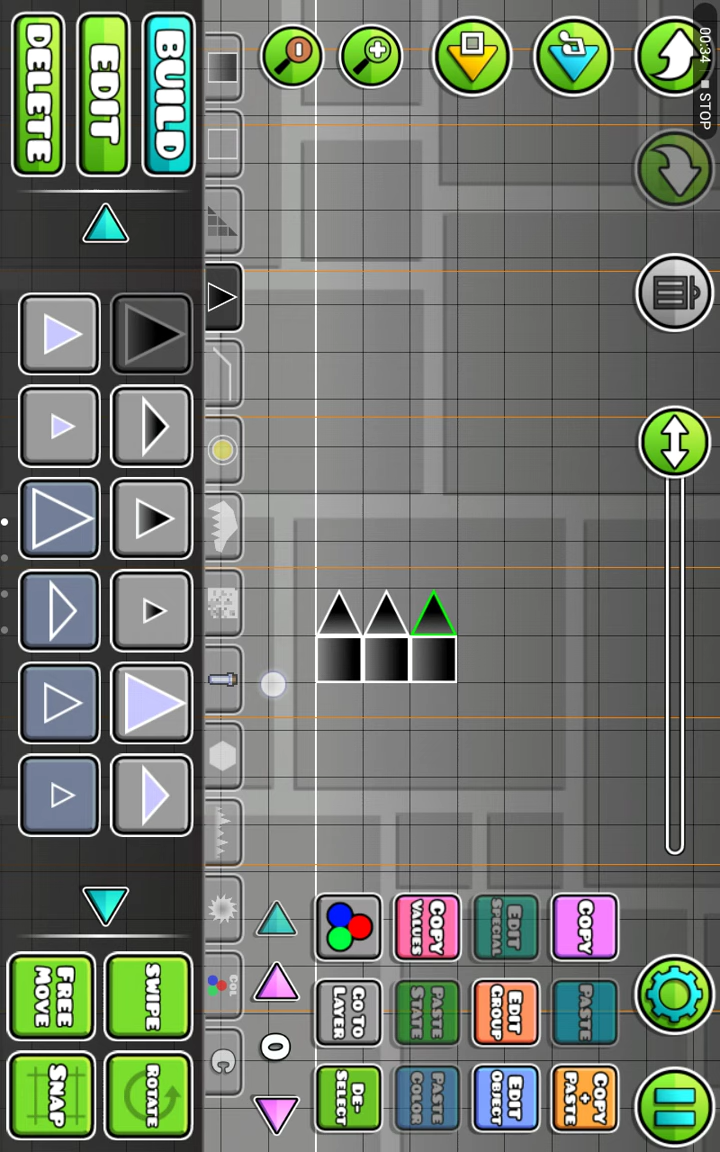 00:34 STOP
BUILD
EDIT
DELETE
COPY
PASTE
COPY
+
PASTE
EDIT
SPECIAL
EDIT
GROUP
EDIT
OBJECT
COPY
VALUES
PASTE
STATE
PASTE
COLOR
GO TO
LAYER
DE-
SELECT
0
COL
C
SWIPE
ROTATE
FREE
MOVE
SNAP